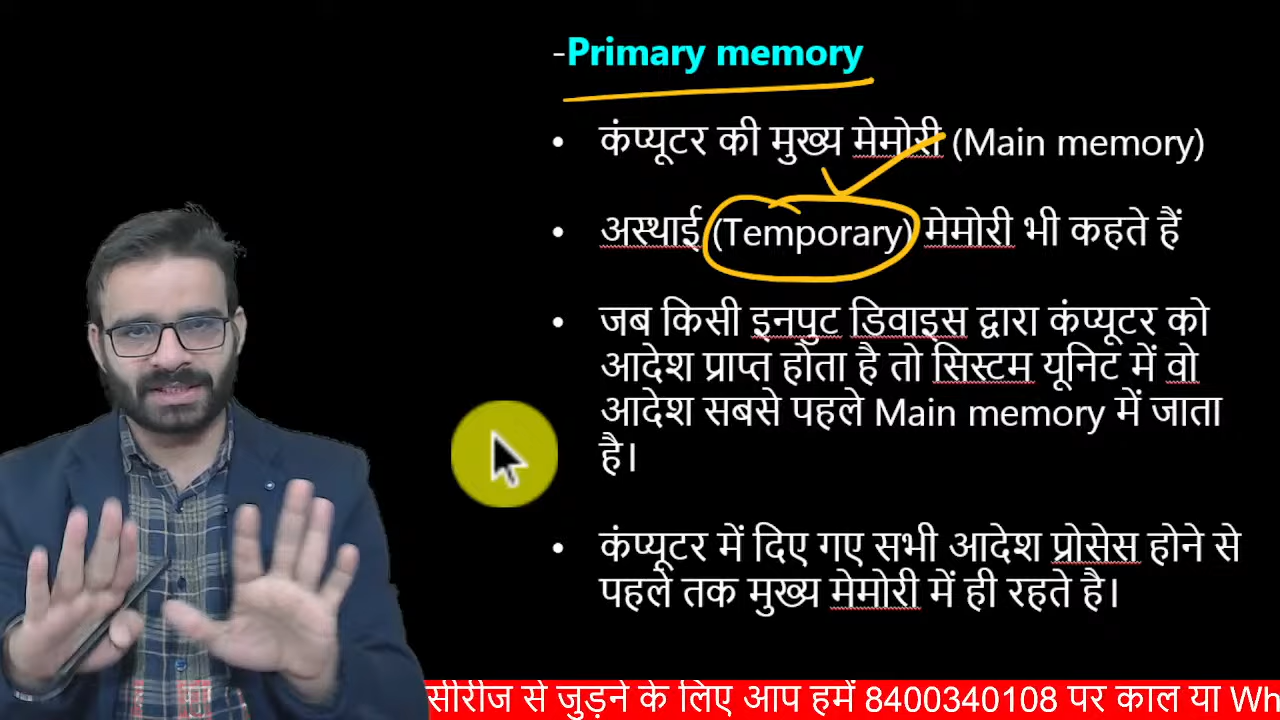 -Primary memory
• कंप्यूटर की मुख्य मेमोरी (Main memory)
• अस्थाई (Temporary) मेमोरी भी कहते हैं
• जब किसी इनपुट डिवाइस द्वारा कंप्यूटर को
आदेश प्राप्त होता है तो सिस्टम यूनिट में वो
आदेश सबसे पहले Main memory में जाता
है।
• कंप्यूटर में दिए गए सभी आदेश प्रोसेस होने से
पहले तक मुख्य मेमोरी में ही रहते है।
सीरीज से जुड़ने के लिए आप हमें 8400340108 पर काल या Wh